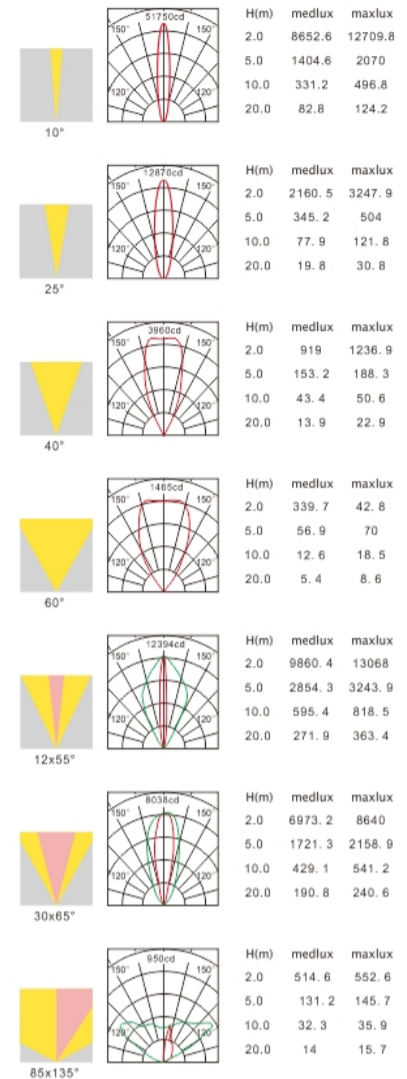 51750cd
150° 150°
120° 120°
10°
H(m) medlux maxlux
2.0 8652.6 12709.8
5.0 1404.6 2070
10.0 331.2 496.8
20.0 82.8 124.2
12870cd
150° 150°
120° 120°
25°
H(m) medlux maxlux
2.0 2160.5 3247.9
5.0 345.2 504
10.0 77.9 121.8
20.0 19.8 30.8
3960cd
150° 150°
120° 120°
40°
H(m) medlux maxlux
2.0 919 1236.9
5.0 153.2 188.3
10.0 43.4 50.6
20.0 13.9 22.9
1465cd
150° 150°
120° 120°
60°
H(m) medlux maxlux
2.0 339.7 42.8
5.0 56.9 70
10.0 12.6 18.5
20.0 5.4 8.6
12394cd
150° 150°
120° 120°
12x55°
H(m) medlux maxlux
2.0 9860.4 13068
5.0 2854.3 3243.9
10.0 595.4 818.5
20.0 271.9 363.4
8038cd
150° 150°
120° 120°
30x65°
H(m) medlux maxlux
2.0 6973.2 8640
5.0 1721.3 2158.9
10.0 429.1 541.2
20.0 190.8 240.6
950cd
150° 150°
120° 120°
85x135°
H(m) medlux maxlux
2.0 514.6 552.6
5.0 131.2 145.7
10.0 32.3 35.9
20.0 14 15.7